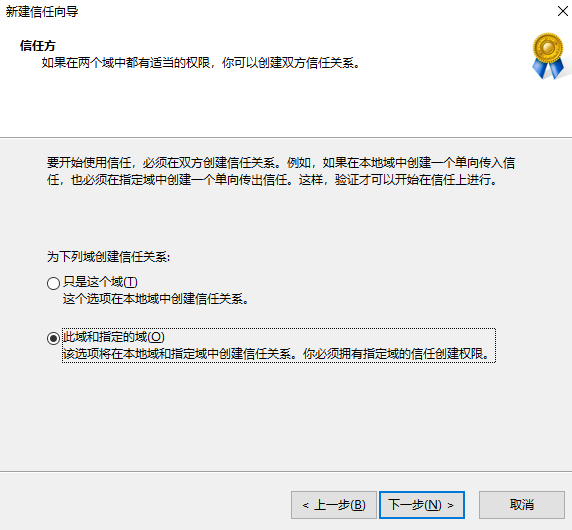 新建信任向导
信任方
如果在两个域中都有适当的权限，你可以创建双方信任关系。
要开始使用信任，必须在双方创建信任关系。例如，如果在本地域中创建一个单向传入信
任，也必须在指定域中创建一个单向传出信任。这样，验证才可以开始在信任上进行。
为下列域创建信任关系:
只是这个域(T)
这个选项在本地域中创建信任关系。
此域和指定的域(O)
该选项将在本地域和指定域中创建信任关系。你必须拥有指定域的信任创建权限。
< 上一步(B)
下一步(N) >
取消